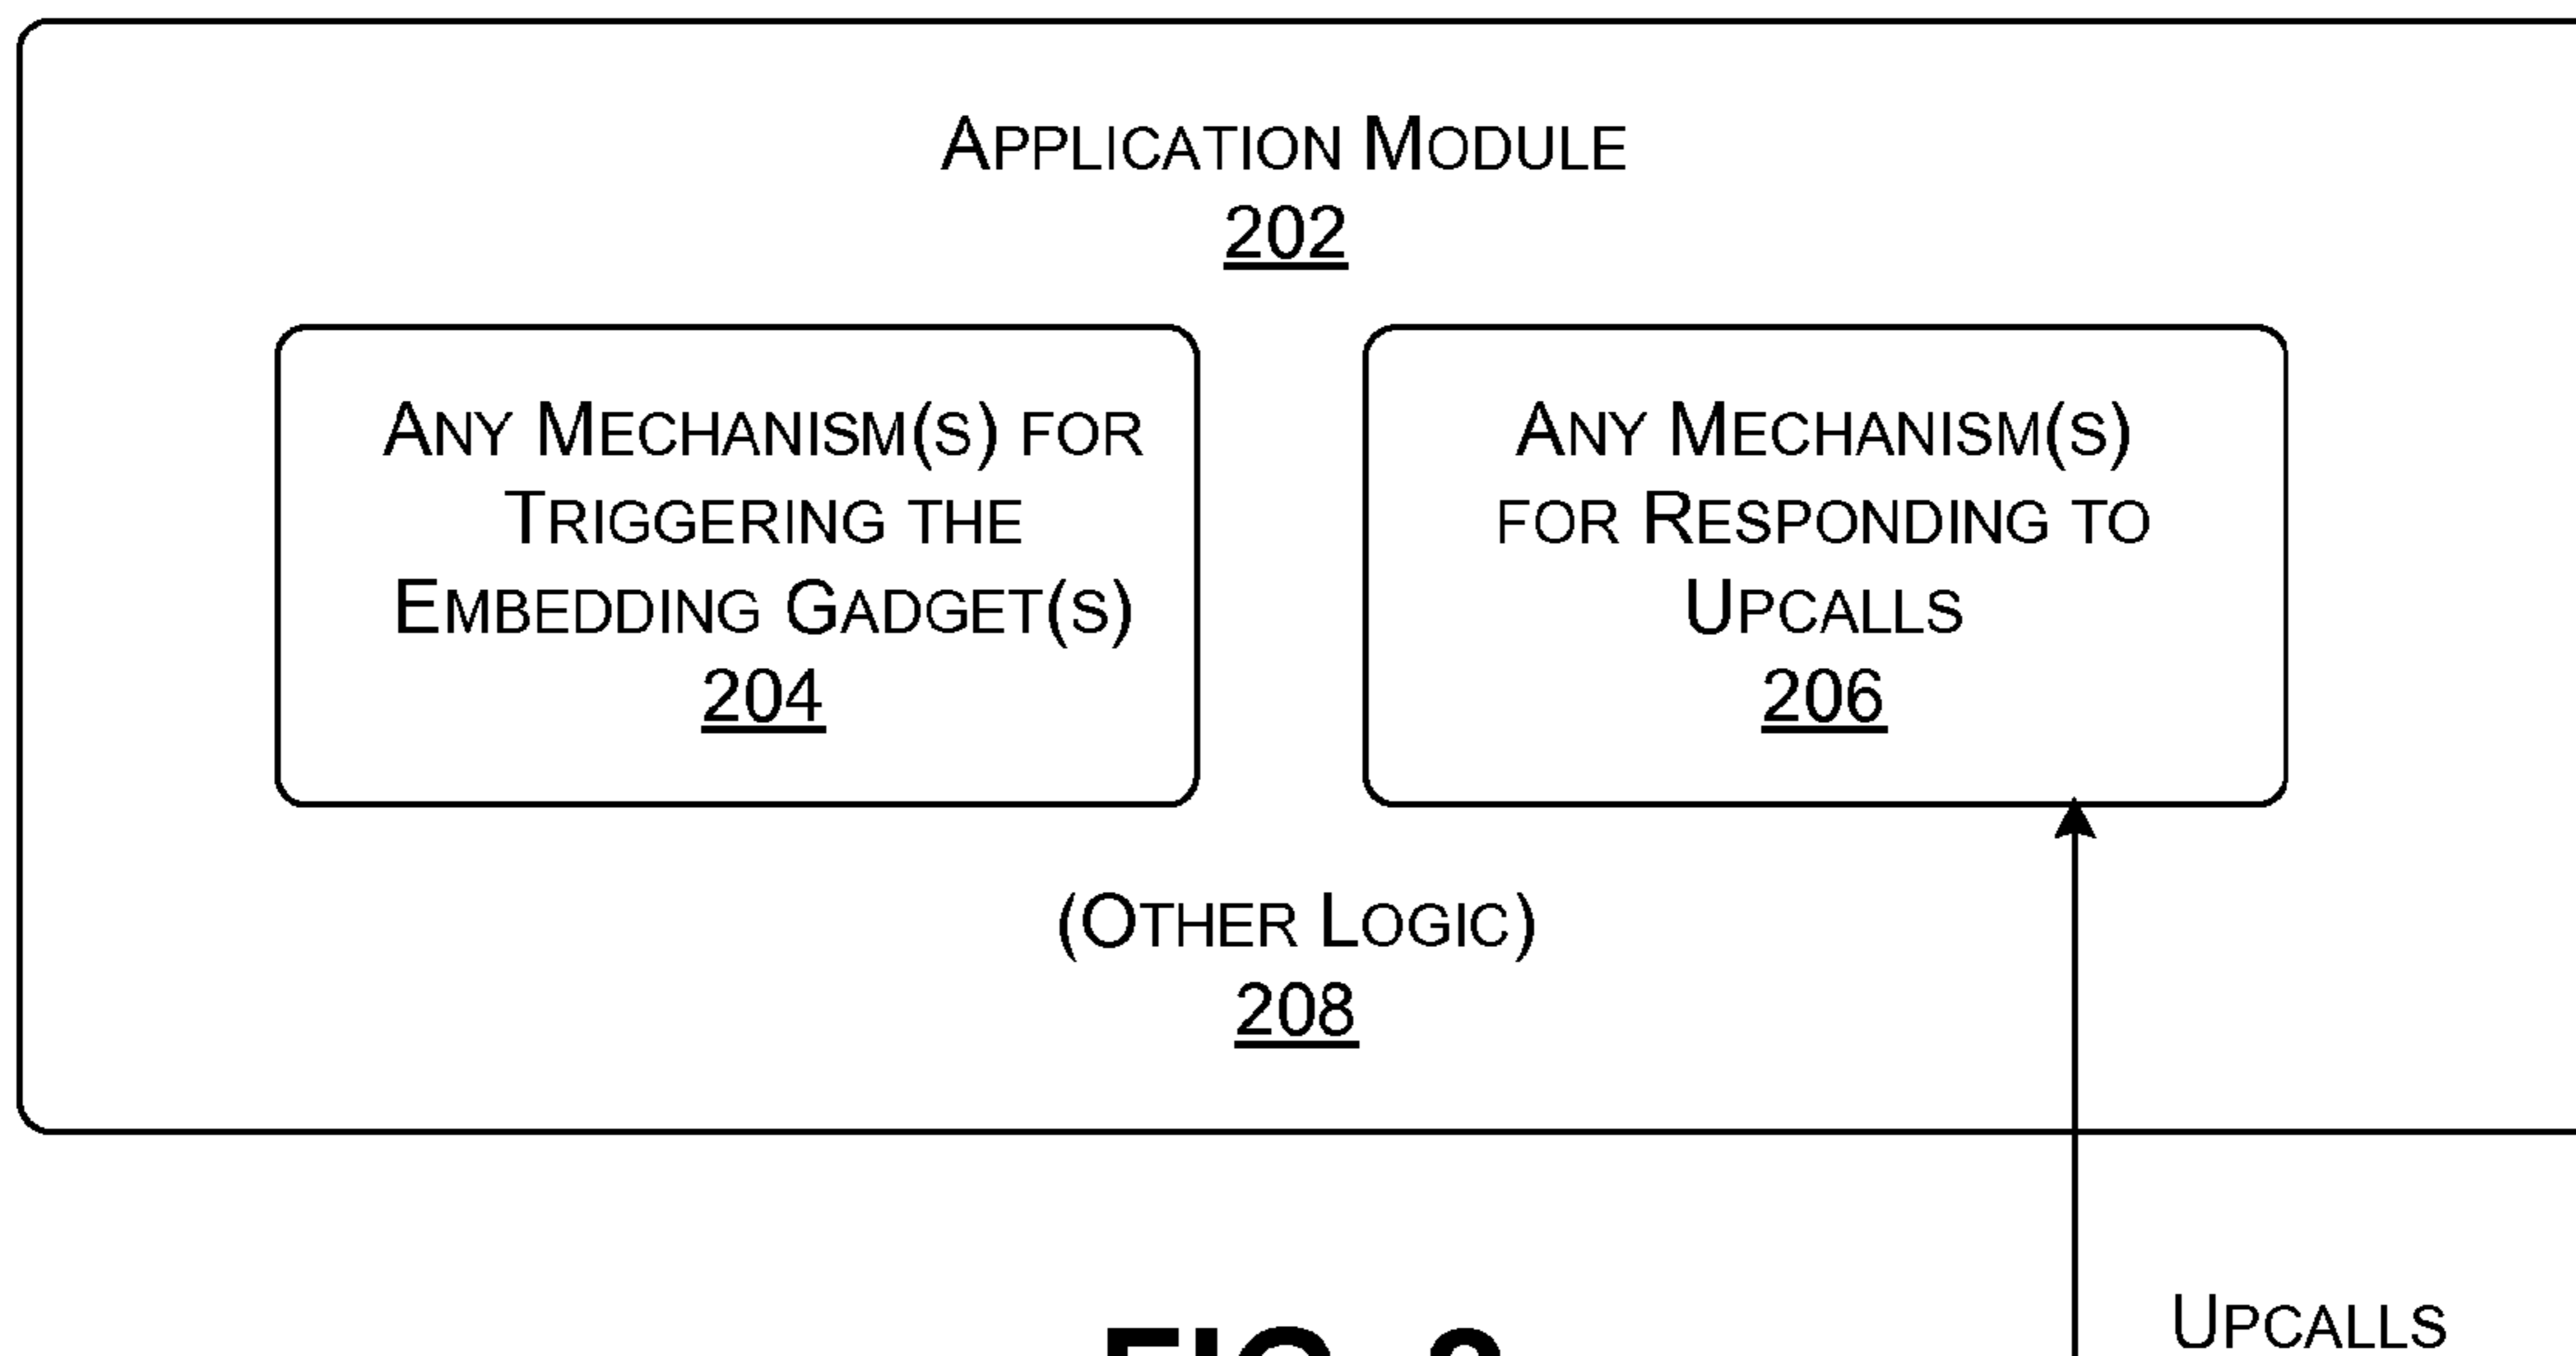 APPLICATION MODULE
202
ANY MECHANISM(S) FOR
TRIGGERING THE
EMBEDDING GADGET(S)
204
ANY MECHANISM(S)
FOR RESPONDING TO
UPCALLS
206
(OTHER LOGIC)
208
UPCALLS